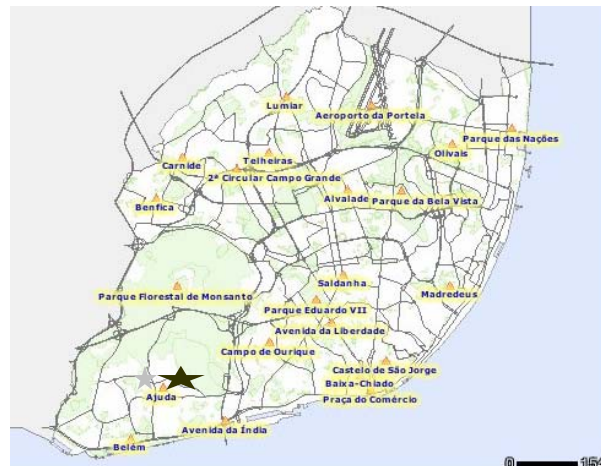 Lumiar
Aeroporto da Portela
Parque das Nações
Olivais
Telheiras
Carnide
2ª Circular Campo Grande
Alvalade
Parque da Bela Vista
Benfica
Saldanha
Parque Florestal de Monsanto
Madredeus
Parque Eduardo VII
Avenida da Liberdade
Campo de Ourique
Castelo de São Jorge
Baixa-Chiado
Ajuda
Praça do Comércio
Avenida da Índia
Belém
0